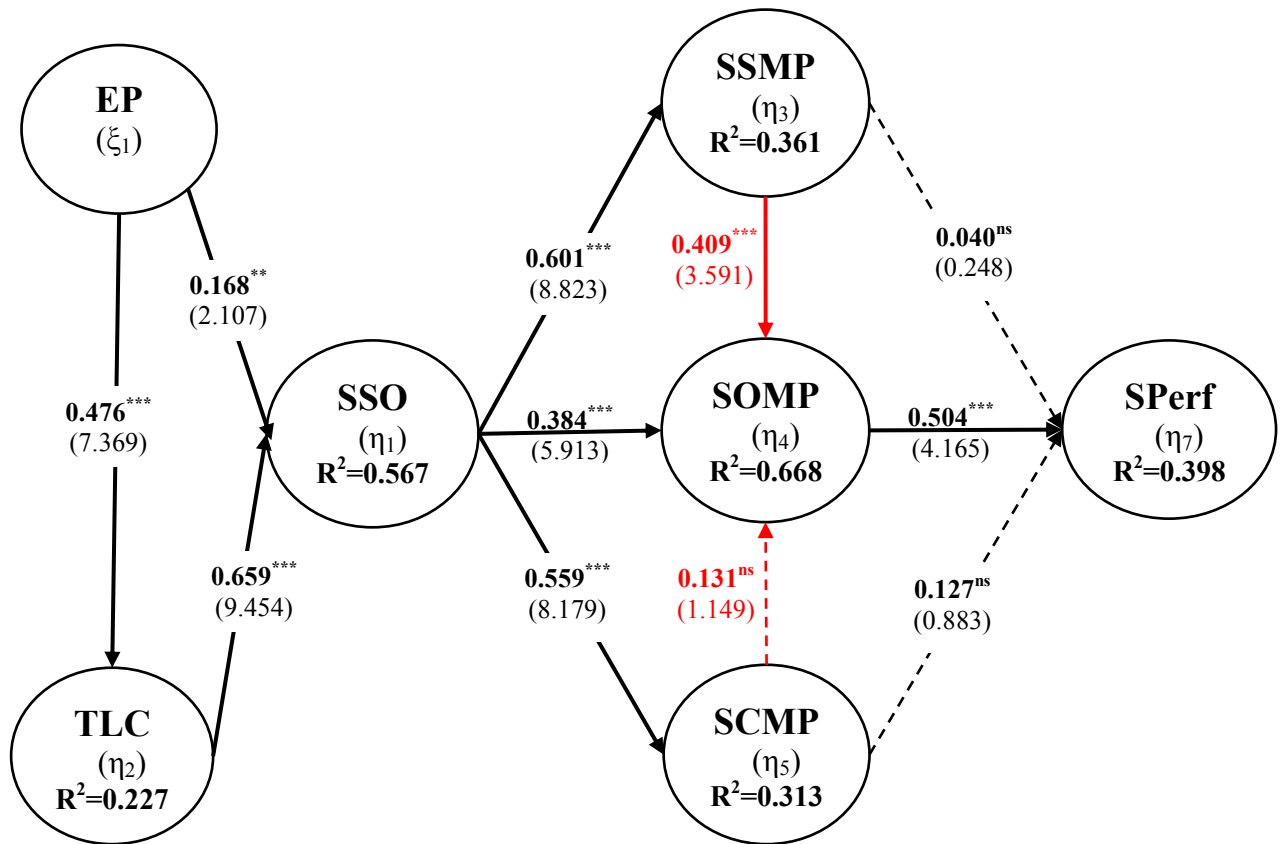 EP
(ξ₁)
SSMP
(η₃)
R²=0.361
0.168**
(2.107)
0.601***
(8.823)
0.409***
(3.591)
0.040ⁿˢ
(0.248)
0.476***
(7.369)
SSO
(η₁)
R²=0.567
0.384***
(5.913)
SOMP
(η₄)
R²=0.668
0.504***
(4.165)
SPerf
(η₇)
R²=0.398
0.659***
(9.454)
0.559***
(8.179)
0.131ⁿˢ
(1.149)
0.127ⁿˢ
(0.883)
TLC
(η₂)
R²=0.227
SCMP
(η₅)
R²=0.313